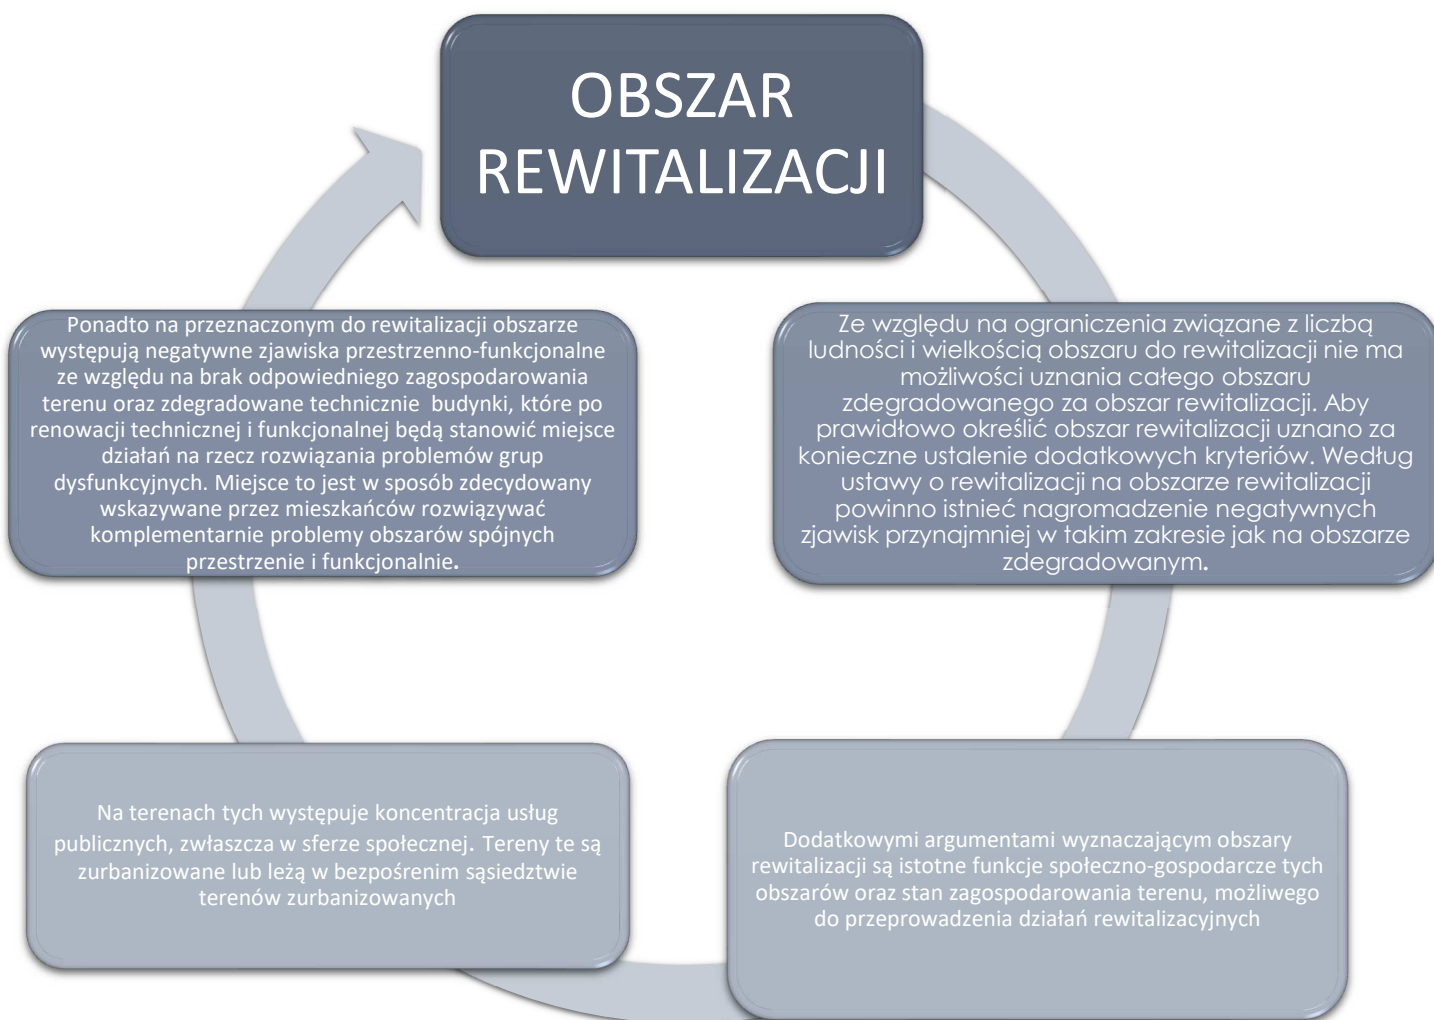 OBSZAR
REWITALIZACJI
Ze względu na ograniczenia związane z liczbą
ludności i wielkością obszaru do rewitalizacji nie ma
możliwości uznania całego obszaru
zdegradowanego za obszar rewitalizacji. Aby
prawidłowo określić obszar rewitalizacji uznano za
konieczne ustalenie dodatkowych kryteriów. Według
ustawy o rewitalizacji na obszarze rewitalizacji
powinno istnieć nagromadzenie negatywnych
zjawisk przynajmniej w takim zakresie jak na obszarze
zdegradowanym.
Dodatkowymi argumentami wyznaczającym obszary
rewitalizacji są istotne funkcje społeczno-gospodarcze tych
obszarów oraz stan zagospodarowania terenu, możliwego
do przeprowadzenia działań rewitalizacyjnych
Na terenach tych występuje koncentracja usług
publicznych, zwłaszcza w sferze społecznej. Tereny te są
zurbanizowane lub leżą w bezpośrenim sąsiedztwie
terenów zurbanizowanych
Ponadto na przeznaczonym do rewitalizacji obszarze
występują negatywne zjawiska przestrzenno-funkcjonalne
ze względu na brak odpowiedniego zagospodarowania
terenu oraz zdegradowane technicznie budynki, które po
renowacji technicznej i funkcjonalnej będą stanowić miejsce
działań na rzecz rozwiązania problemów grup
dysfunkcyjnych. Miejsce to jest w sposób zdecydowany
wskazywane przez mieszkańców rozwiązywać
komplementarnie problemy obszarów spójnych
przestrzenie i funkcjonalnie.